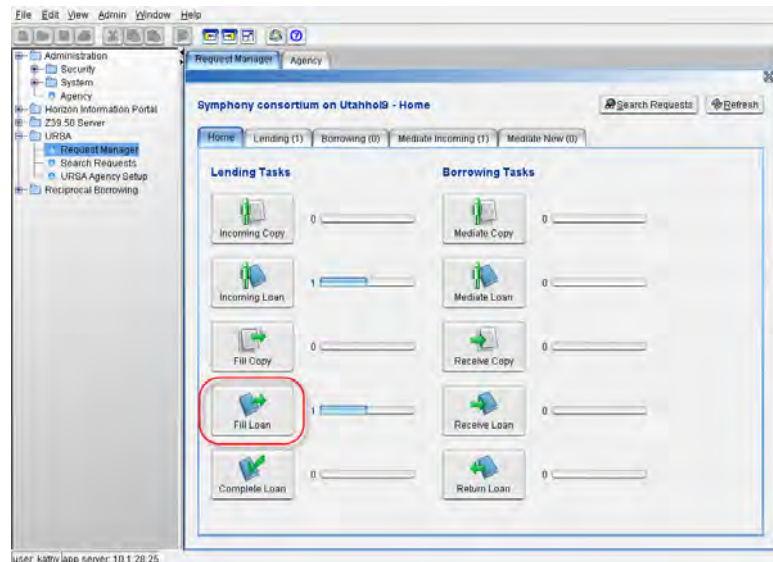 File Edit View Admin Window Help
Administration
Security
System
Agency
Horizon Information Portal
Z39.50 Server
URSA
Request Manager
Search Requests
URSA Agency Setup
Reciprocal Borrowing
Request Manager Agency
Symphony consortium on Utahhol9 - Home
Search Requests Refresh
Home Lending (1) Borrowing (0) Mediate Incoming (1) Mediate New (0)
Lending Tasks Borrowing Tasks
Incoming Copy 0 Mediate Copy 0
Incoming Loan 1 Mediate Loan 0
Fill Copy 0 Receive Copy 0
Fill Loan 1 Receive Loan 0
Complete Loan 0 Return Loan 0
user: kathy app server: 10.1.28.25